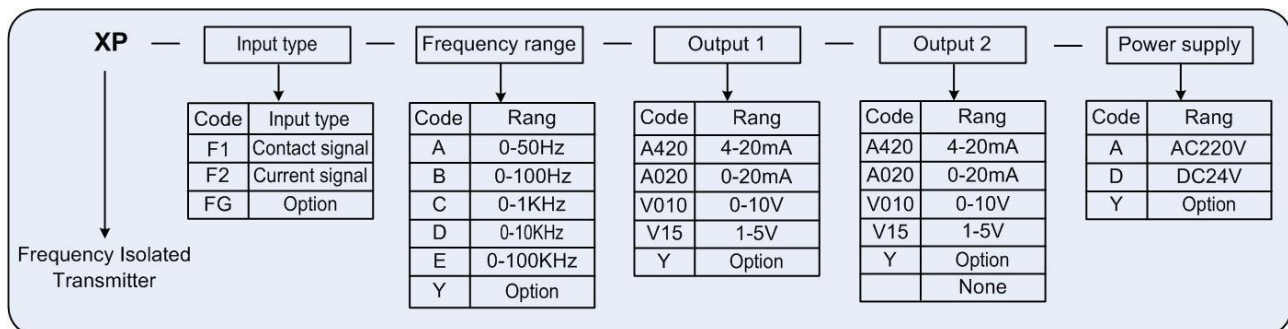 XP — Input type — Frequency range — Output 1 — Output 2 — Power supply
Frequency Isolated
Transmitter
Code Input type
F1 Contact signal
F2 Current signal
FG Option
Code Rang
A 0-50Hz
B 0-100Hz
C 0-1KHz
D 0-10KHz
E 0-100KHz
Y Option
Code Rang
A420 4-20mA
A020 0-20mA
V010 0-10V
V15 1-5V
Y Option
Code Rang
A420 4-20mA
A020 0-20mA
V010 0-10V
V15 1-5V
Y Option
None
Code Rang
A AC220V
D DC24V
Y Option